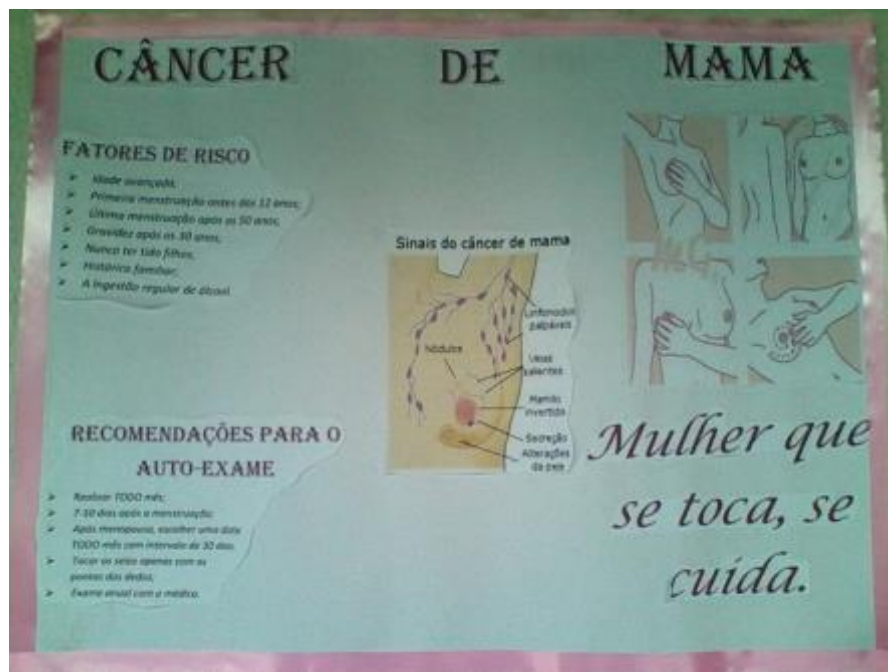 CÂNCER DE MAMA
FATORES DE RISCO
Idade avançada;
Primeira menstruação antes dos 12 anos;
Última menstruação após os 50 anos;
Gravidez após os 30 anos;
Nunca ter tido filhos;
Histórico familiar;
A ingestão regular de álcool.
RECOMENDAÇÕES PARA O
AUTO-EXAME
Realizar TODO mês;
7-10 dias após a menstruação;
Após menopausa, escolher uma data
TODO mês com intervalo de 30 dias.
Tocar os seios apenas com as
pontas dos dedos;
Exame anual com o médico.
Sinais do câncer de mama
Linfonodos
palpáveis
Nódulos
Veias
salientes
Mamilo
invertido
Secreção
Alterações
da pele
Mulher que
se toca, se
cuida.